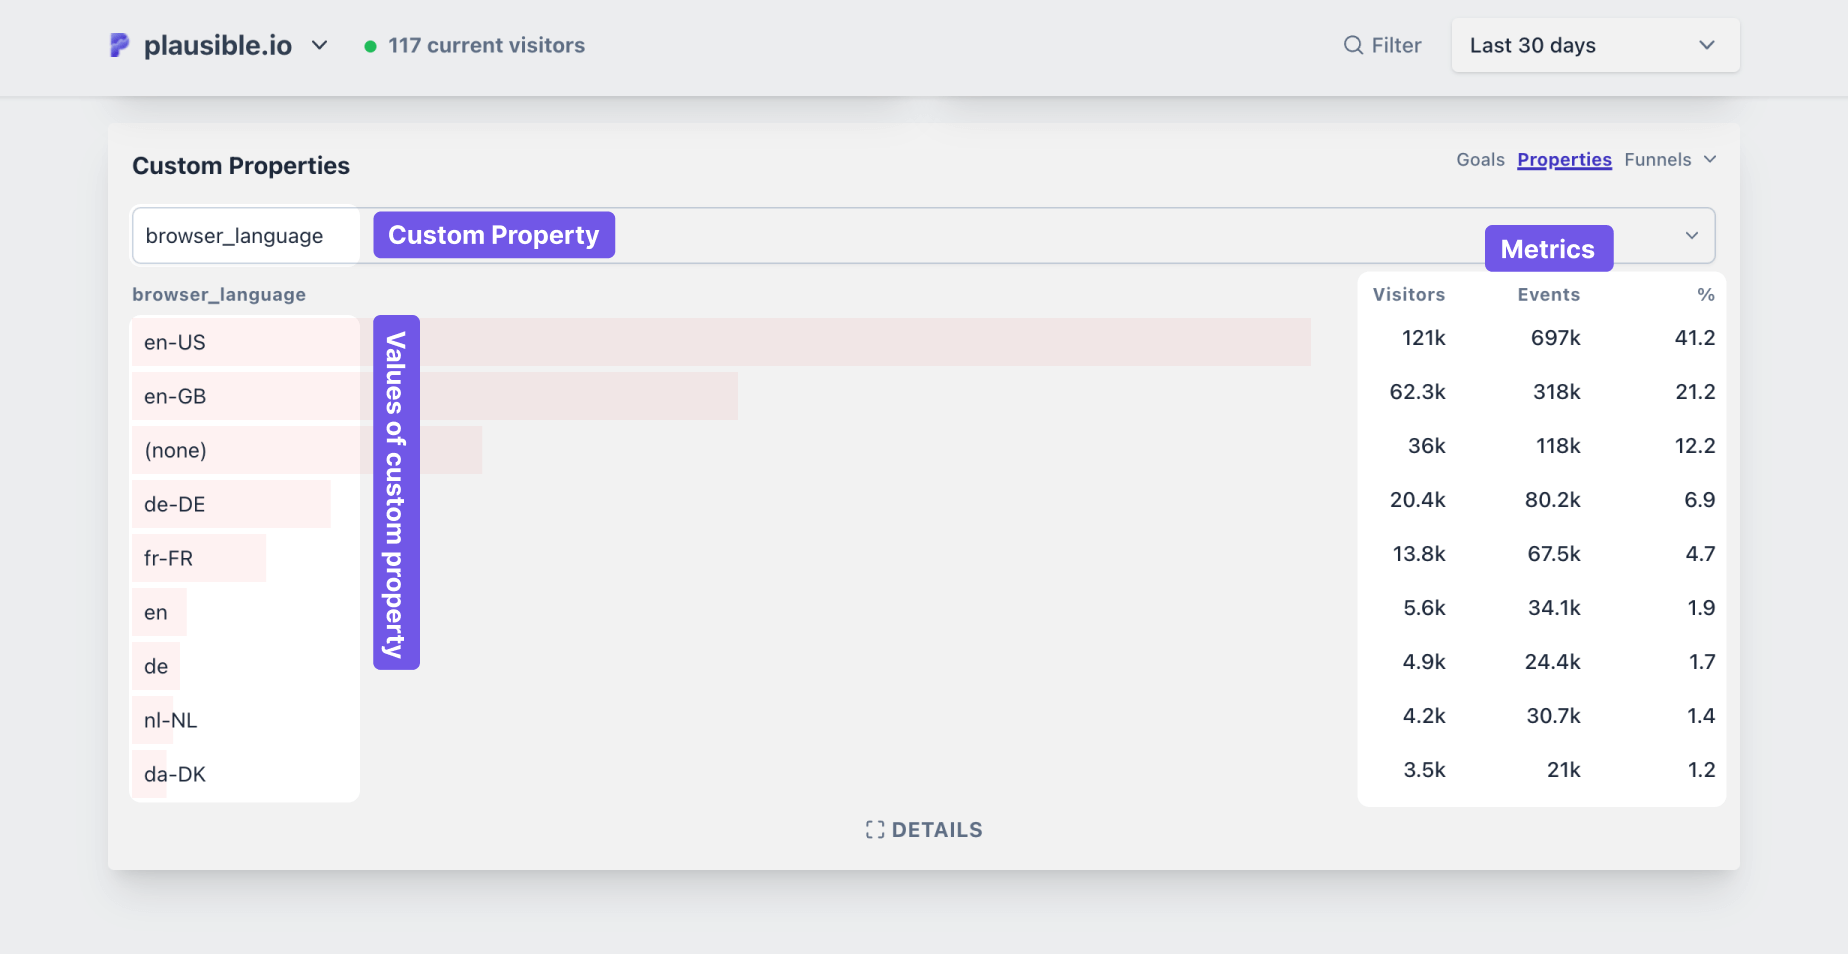 plausible.io
117 current visitors
Filter
Last 30 days
Custom Properties
Goals Properties Funnels
browser_language
Custom Property
Metrics
browser_language Visitors Events %
Values of custom property
en-US 121k 697k 41.2
en-GB 62.3k 318k 21.2
(none) 36k 118k 12.2
de-DE 20.4k 80.2k 6.9
fr-FR 13.8k 67.5k 4.7
en 5.6k 34.1k 1.9
de 4.9k 24.4k 1.7
nl-NL 4.2k 30.7k 1.4
da-DK 3.5k 21k 1.2
DETAILS